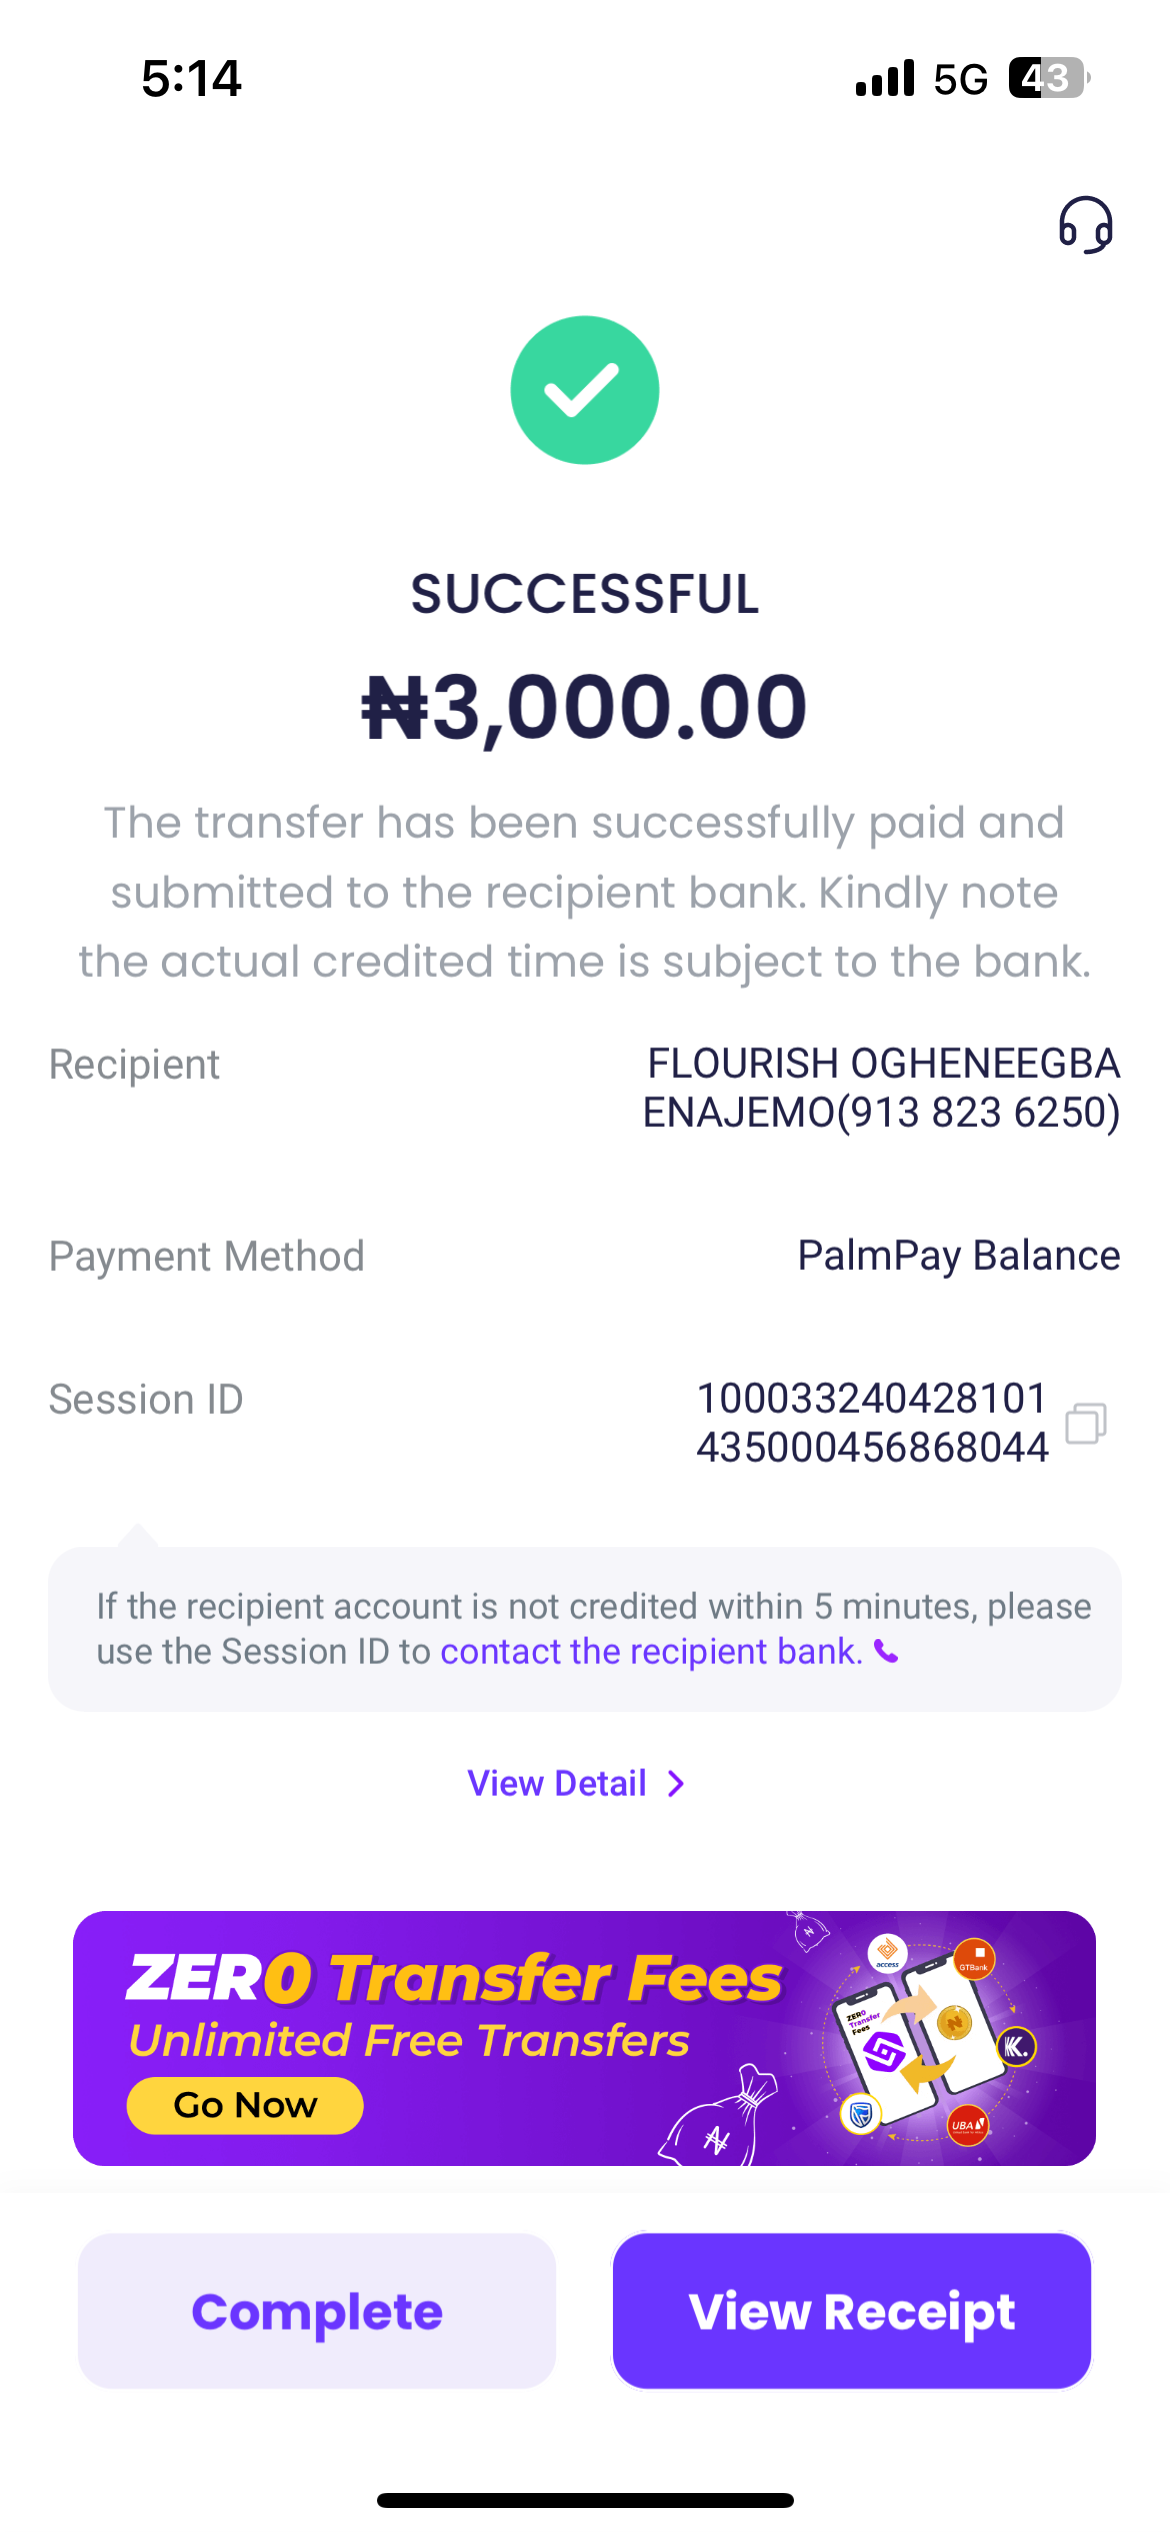 5:14
5G 43
SUCCESSFUL
₦3,000.00
The transfer has been successfully paid and
submitted to the recipient bank. Kindly note
the actual credited time is subject to the bank.
Recipient
FLOURISH OGHENEEGBA
ENAJEMO(913 823 6250)
Payment Method
PalmPay Balance
Session ID
100033240428101
435000456868044
If the recipient account is not credited within 5 minutes, please
use the Session ID to contact the recipient bank.
View Detail
ZERO Transfer Fees
Unlimited Free Transfers
Go Now
access
GTBank
ZERO
Transfer
Fees
K.
UBA
Complete
View Receipt